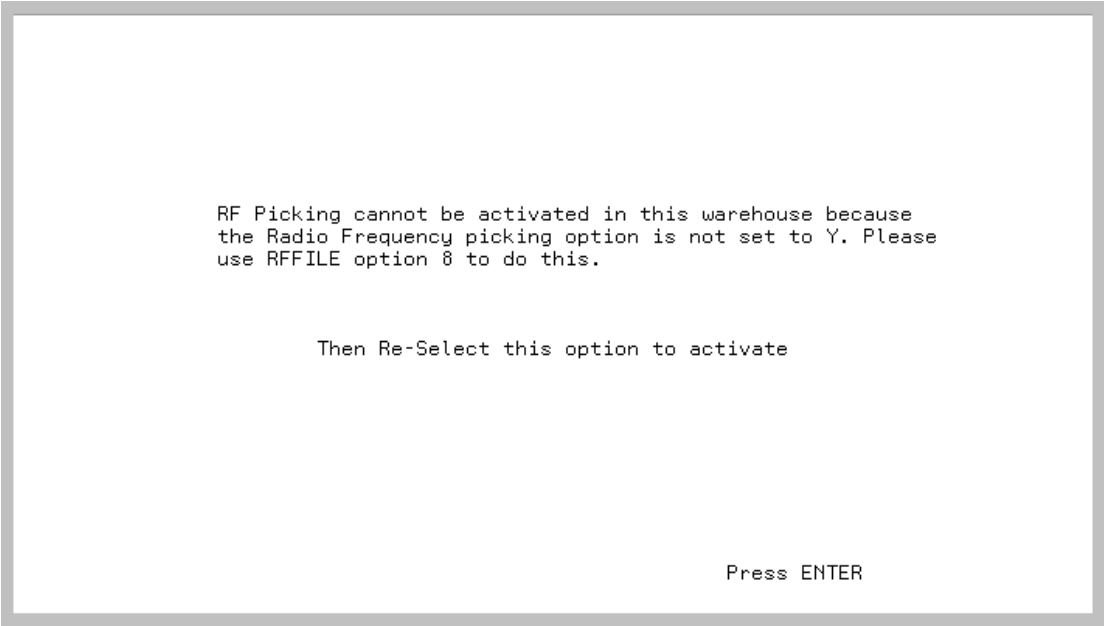 RF Picking cannot be activated in this warehouse because
the Radio Frequency picking option is not set to Y. Please
use RFFILE option 8 to do this.
Then Re-Select this option to activate
Press ENTER